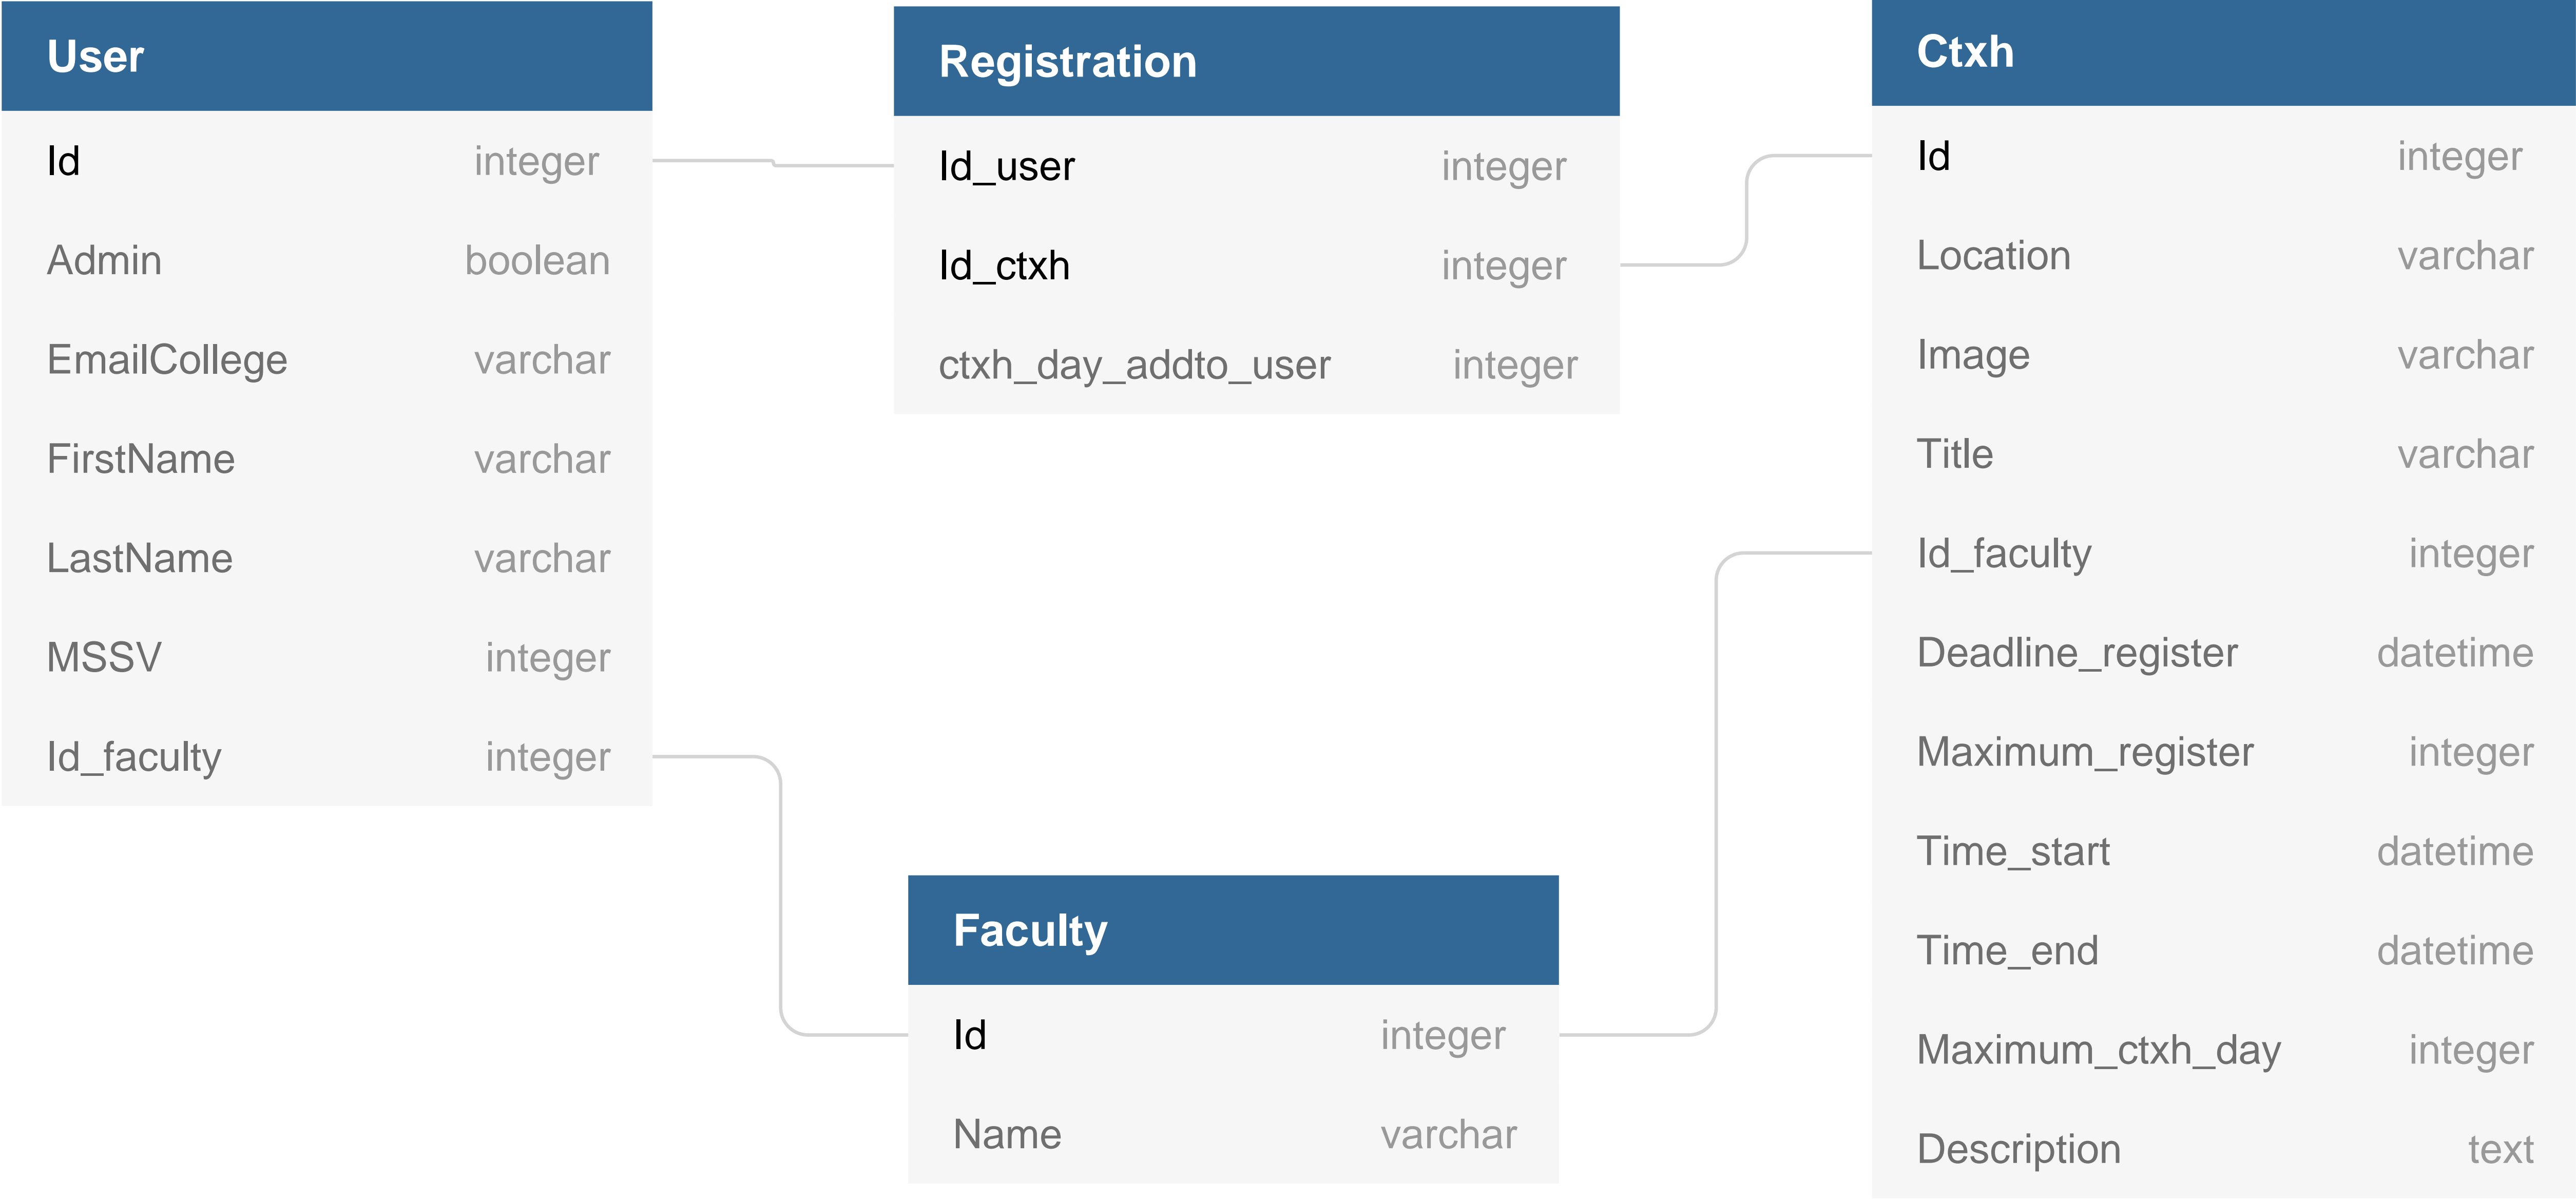 User
Id integer
Admin boolean
EmailCollege varchar
FirstName varchar
LastName varchar
MSSV integer
Id_faculty integer
Registration
Id_user integer
Id_ctxh integer
ctxh_day_addto_user integer
Faculty
Id integer
Name varchar
Ctxh
Id integer
Location varchar
Image varchar
Title varchar
Id_faculty integer
Deadline_register datetime
Maximum_register integer
Time_start datetime
Time_end datetime
Maximum_ctxh_day integer
Description text